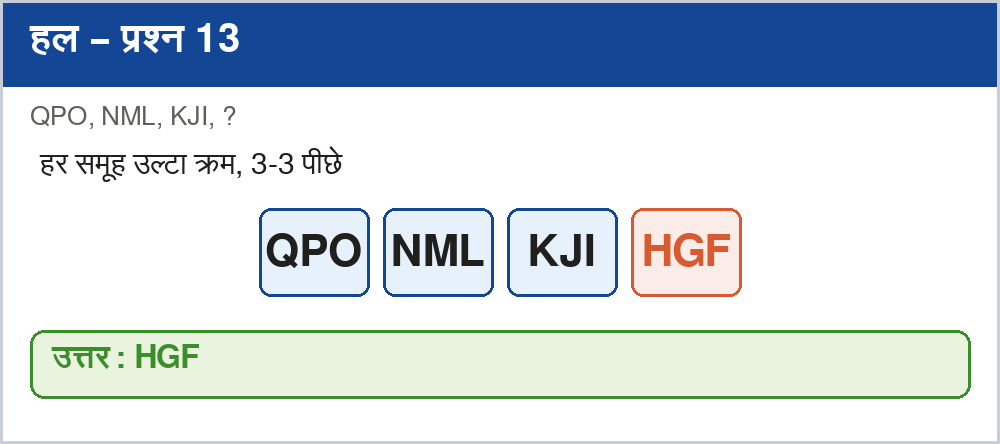 हल – प्रश्न 13
QPO, NML, KJI, ?
हर समूह उल्टा क्रम, 3-3 पीछे
QPO NML KJI HGF
उत्तर : HGF